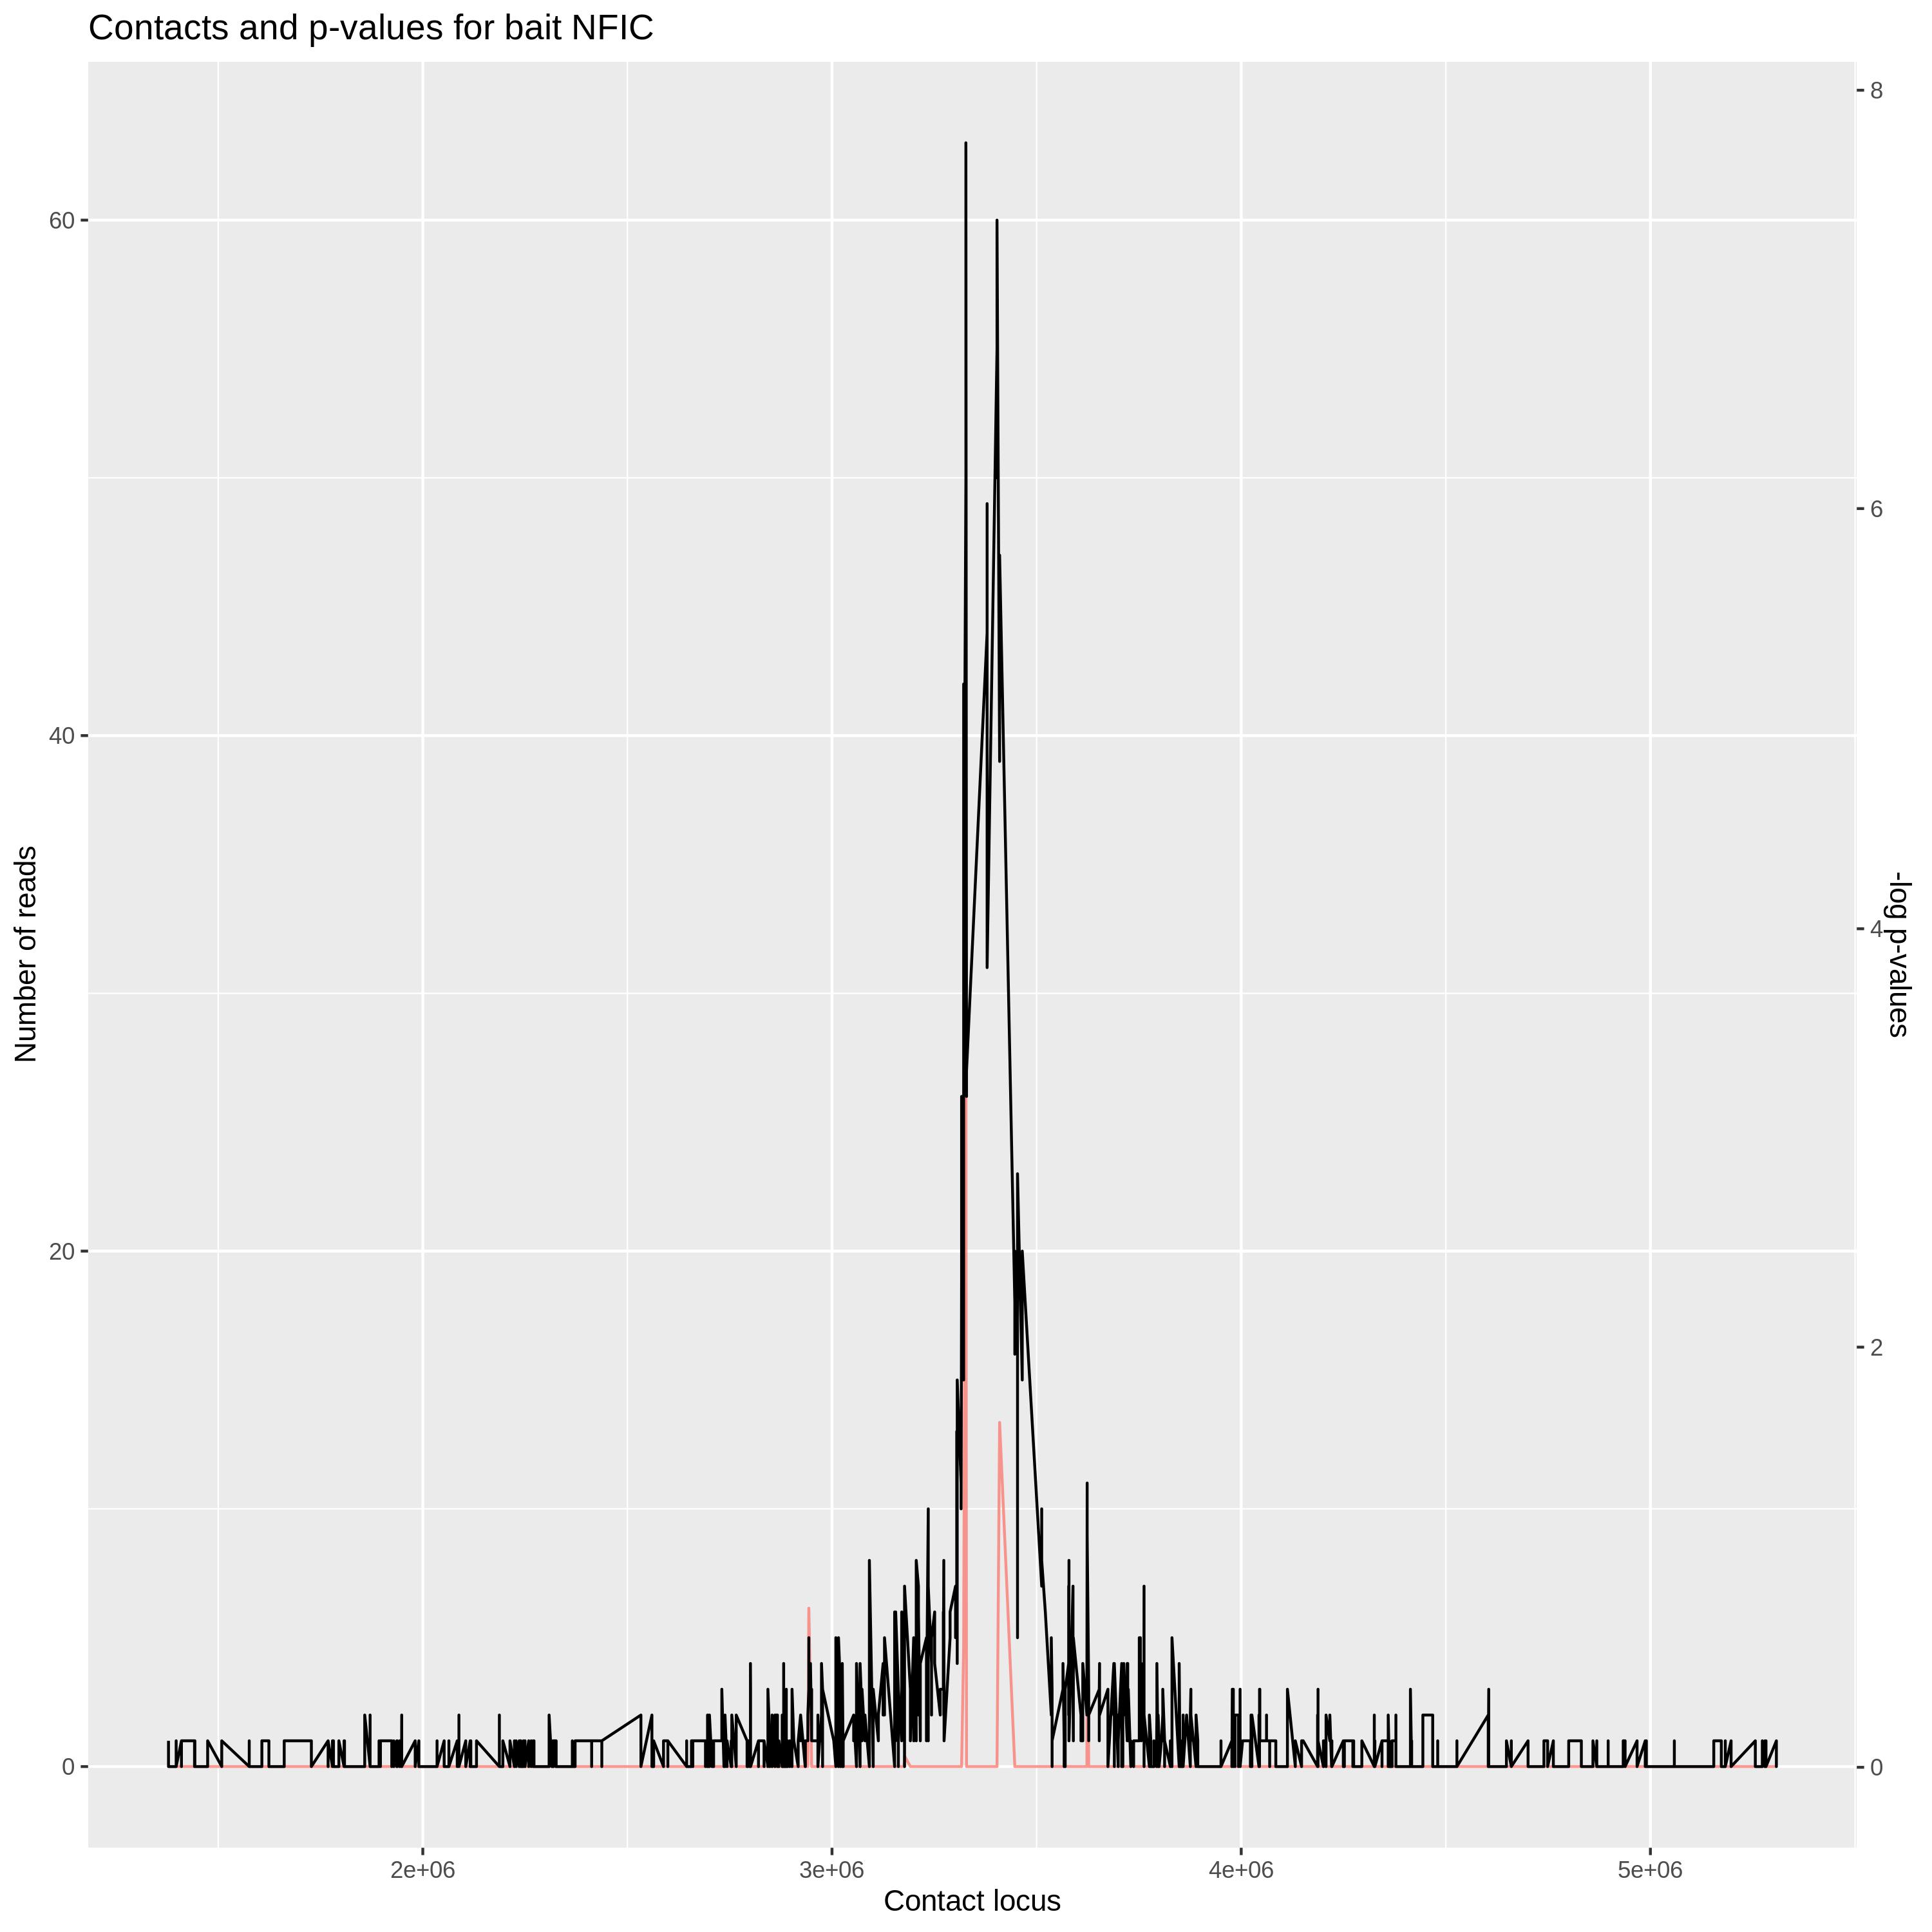 Contacts and p-values for bait NFIC
8
60
6
40
Number of reads
4
-log p-values
20
2
0
0
2e+06
3e+06
4e+06
5e+06
Contact locus